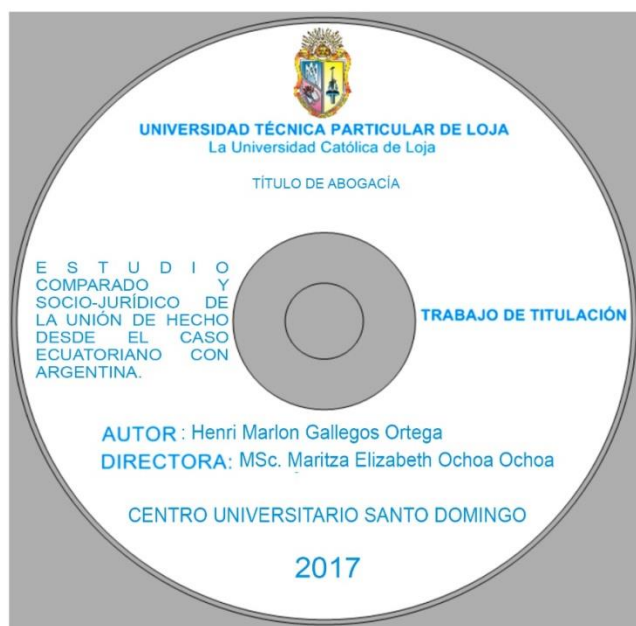 UNIVERSIDAD TÉCNICA PARTICULAR DE LOJA
La Universidad Católica de Loja
TÍTULO DE ABOGACÍA
E S T U D I O
COMPARADO Y
SOCIO-JURÍDICO DE
LA UNIÓN DE HECHO
DESDE EL CASO
ECUATORIANO CON
ARGENTINA.
TRABAJO DE TITULACIÓN
AUTOR : Henri Marlon Gallegos Ortega
DIRECTORA: MSc. Maritza Elizabeth Ochoa Ochoa
CENTRO UNIVERSITARIO SANTO DOMINGO
2017